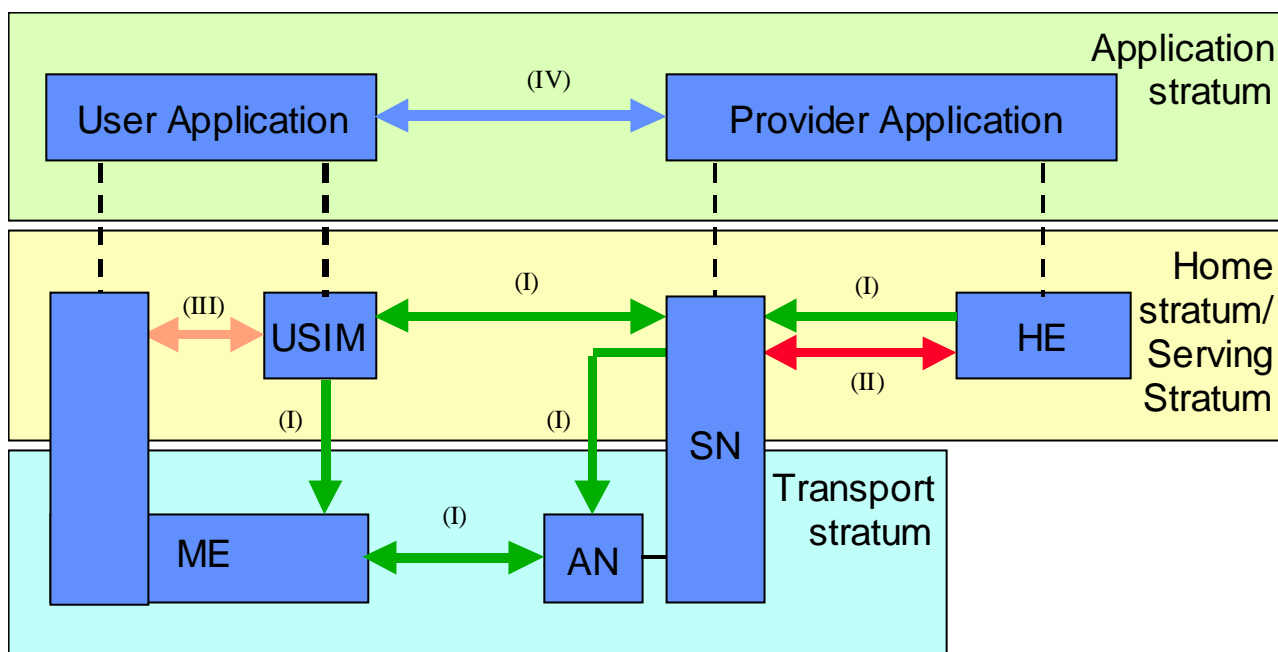 Application
stratum
(IV)
User Application
Provider Application
Home
stratum/
Serving
Stratum
(III)
(I)
(I)
USIM
HE
(II)
(I)
(I)
SN
Transport
stratum
(I)
ME
AN